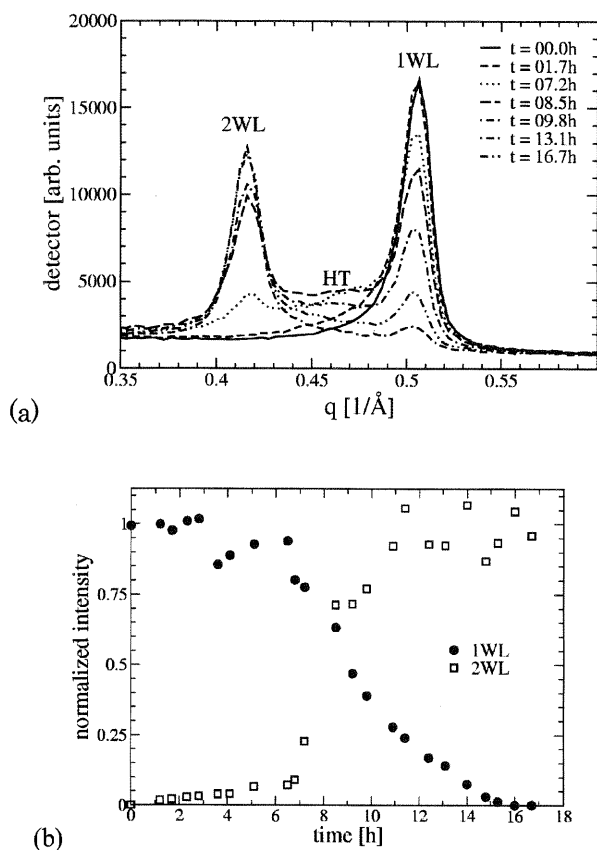 20000
15000
10000
5000
0
detector [arb. units]
2WL
HT
1WL
t = 00.0h
t = 01.7h
t = 07.2h
t = 08.5h
t = 09.8h
t = 13.1h
t = 16.7h
0.35 0.4 0.45 0.5 0.55
q [1/Å]
(a)
1
0.75
0.5
0.25
0
normalized intensity
1WL
2WL
0 2 4 6 8 10 12 14 16 18
time [h]
(b)